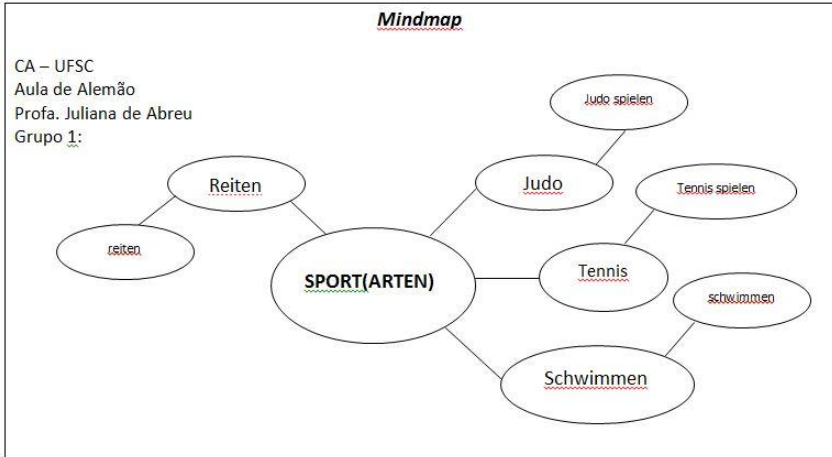 Mindmap
CA – UFSC
Aula de Alemão
Profa. Juliana de Abreu
Grupo 1:
Judo spielen
Reiten
Judo
Tennis spielen
reiten
SPORT(ARTEN)
Tennis
schwimmen
Schwimmen